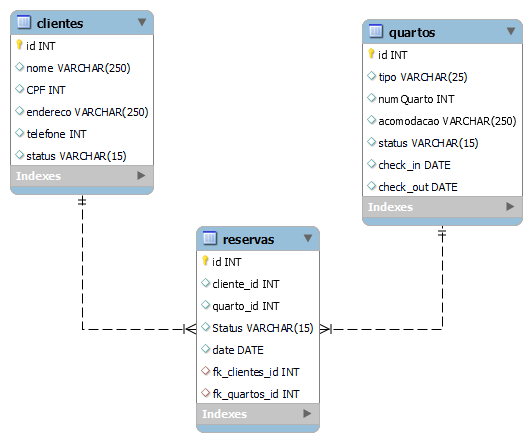 clientes
id INT
nome VARCHAR(250)
CPF INT
endereco VARCHAR(250)
telefone INT
status VARCHAR(15)
Indexes
quartos
id INT
tipo VARCHAR(25)
numQuarto INT
acomodacao VARCHAR(250)
status VARCHAR(15)
check_in DATE
check_out DATE
Indexes
reservas
id INT
cliente_id INT
quarto_id INT
Status VARCHAR(15)
date DATE
fk_clientes_id INT
fk_quartos_id INT
Indexes